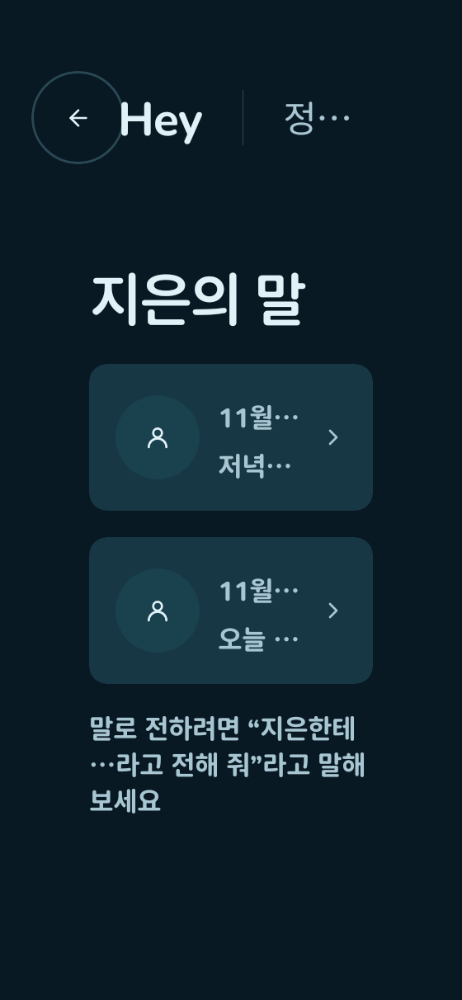 Hey
정…
지은의 말
11월…
저녁…
11월…
오늘 …
말로 전하려면 “지은한테
…라고 전해 줘”라고 말해
보세요